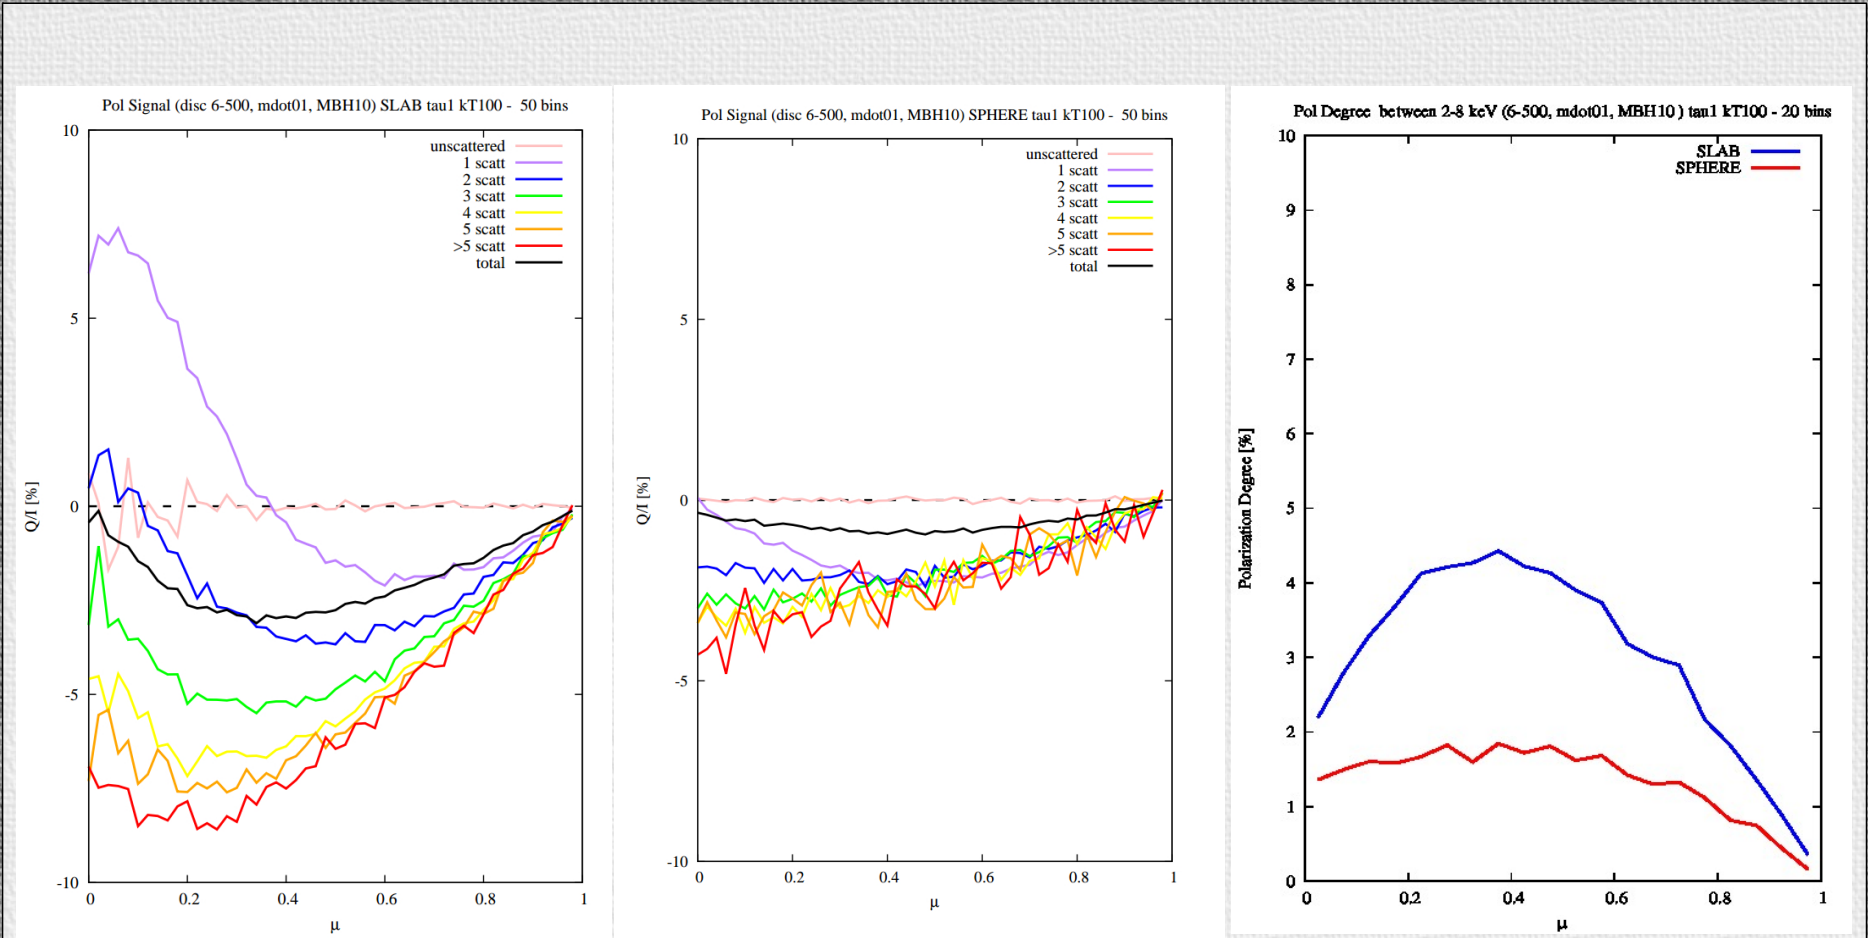 Pol Signal (disc 6-500, mdot01, MBH10) SLAB tau1 kT100 - 50 bins
10
5
0
-5
-10
Q/I [%]
unscattered
1 scatt
2 scatt
3 scatt
4 scatt
5 scatt
>5 scatt
total
0 0.2 0.4 0.6 0.8 1
μ
Pol Signal (disc 6-500, mdot01, MBH10) SPHERE tau1 kT100 - 50 bins
10
5
0
-5
-10
Q/I [%]
unscattered
1 scatt
2 scatt
3 scatt
4 scatt
5 scatt
>5 scatt
total
0 0.2 0.4 0.6 0.8 1
μ
Pol Degree between 2-8 keV (6-500, mdot01, MBH10 ) tau1 kT100 - 20 bins
10
9
8
7
6
5
4
3
2
1
0
Polarization Degree [%]
SLAB
SPHERE
0 0.2 0.4 0.6 0.8 1
μ